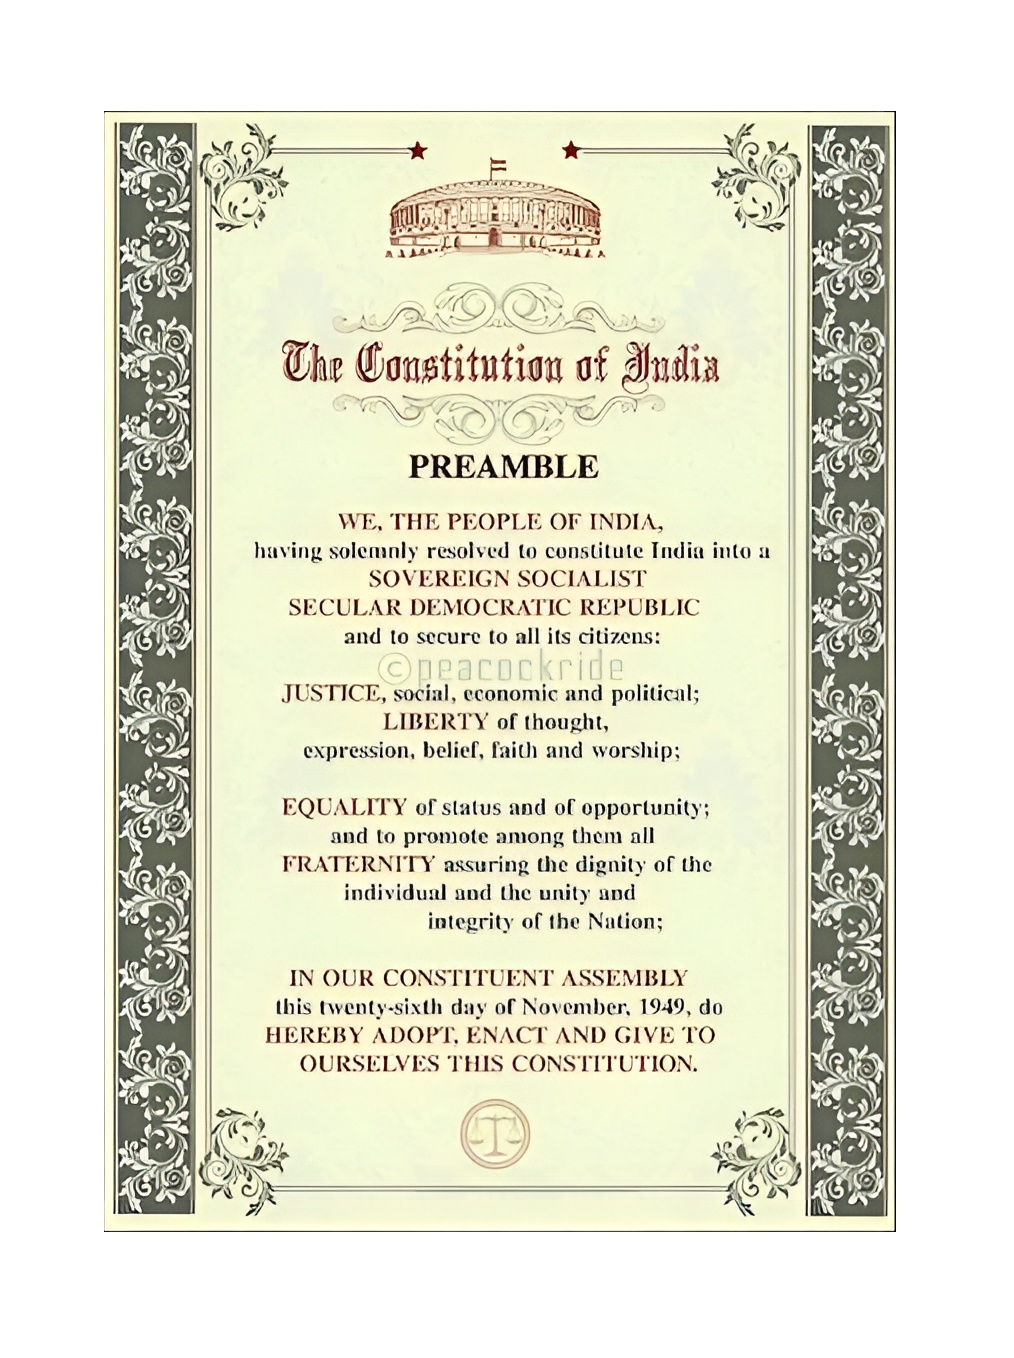 The Constitution of India
PREAMBLE
WE, THE PEOPLE OF INDIA,
having solemnly resolved to constitute India into a
SOVEREIGN SOCIALIST
SECULAR DEMOCRATIC REPUBLIC
and to secure to all its citizens:
©peacockride
JUSTICE, social, economic and political;
LIBERTY of thought,
expression, belief, faith and worship;
EQUALITY of status and of opportunity;
and to promote among them all
FRATERNITY assuring the dignity of the
individual and the unity and
integrity of the Nation;
IN OUR CONSTITUENT ASSEMBLY
this twenty-sixth day of November, 1949, do
HEREBY ADOPT, ENACT AND GIVE TO
OURSELVES THIS CONSTITUTION.